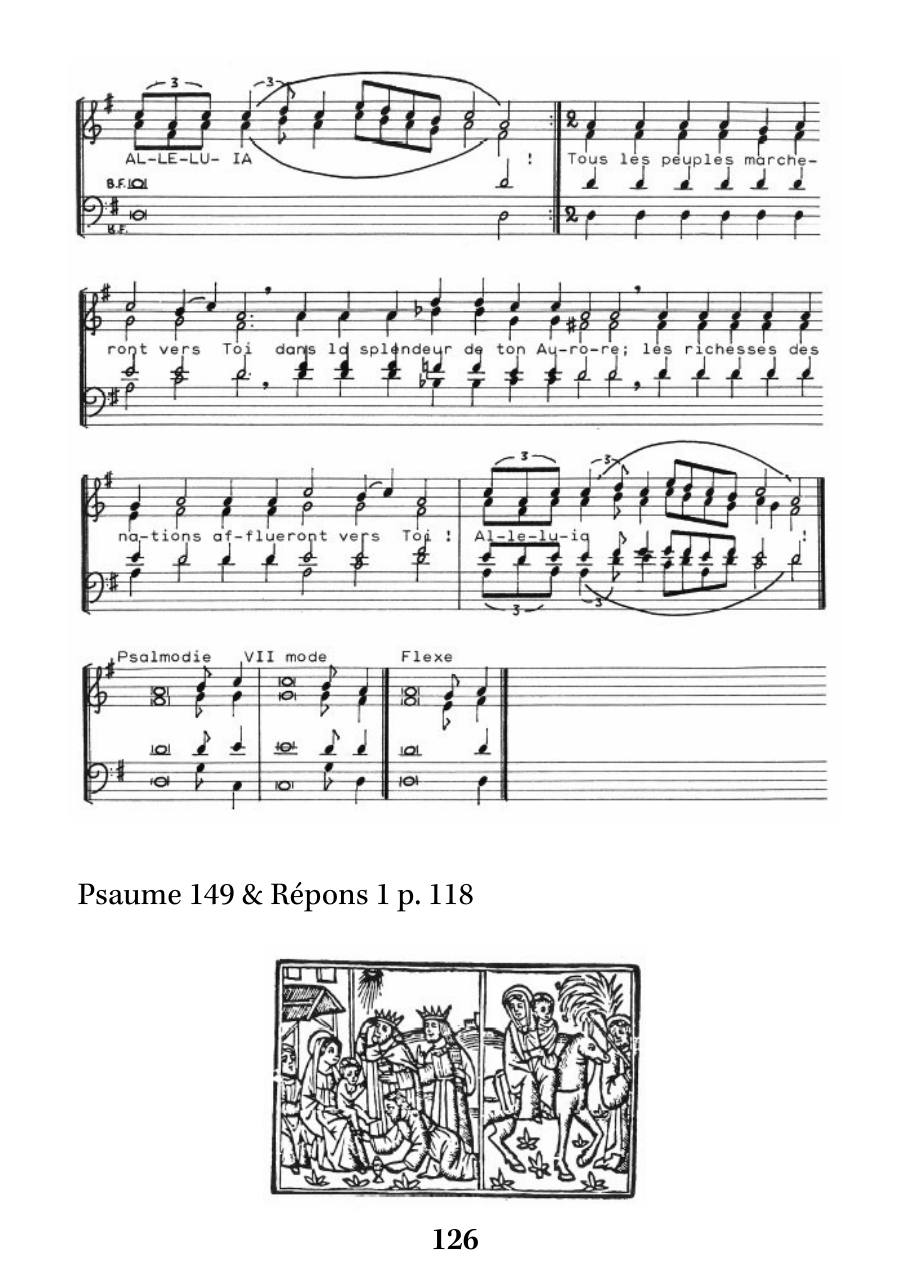 3 3
AL-LE-LU- IA ! Tous les peuples marche-
B.F.
R.F.
ront vers Toi dans la splendeur de ton Au-ro-re; les richesses des
3 3
na-tions af-flueront vers Toi ! Al-le-lu-ia !
3 3
Psalmodie VII mode Flexe
Psaume 149 & Répons 1 p. 118
126